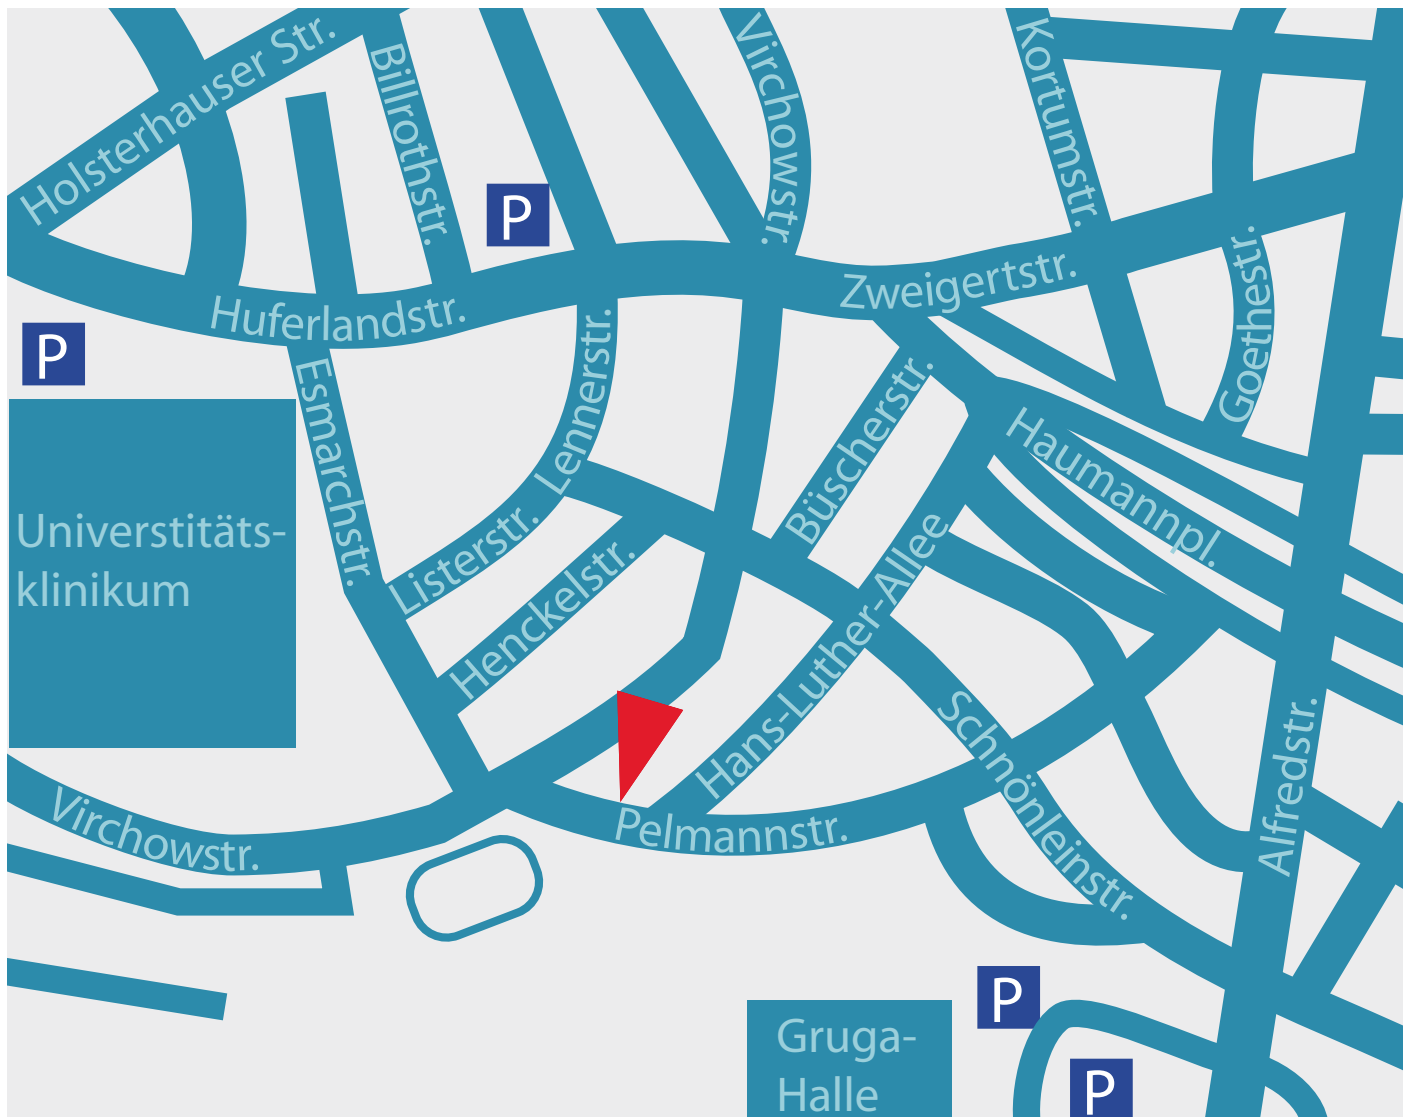 Holsterhauser Str.
Billrothstr.
Virchowstr.
Kortumstr.
P
Zweigertstr.
Goethestr.
Huferlandstr.
P
Esmarchstr.
Lennerstr.
Büscherstr.
Haumannpl.
Universtitäts-
klinikum
Listerstr.
Henckelstr.
Hans-Luther-Allee
Schnönleinstr.
Alfredstr.
Virchowstr.
Pelmannstr.
P
Gruga-
Halle
P